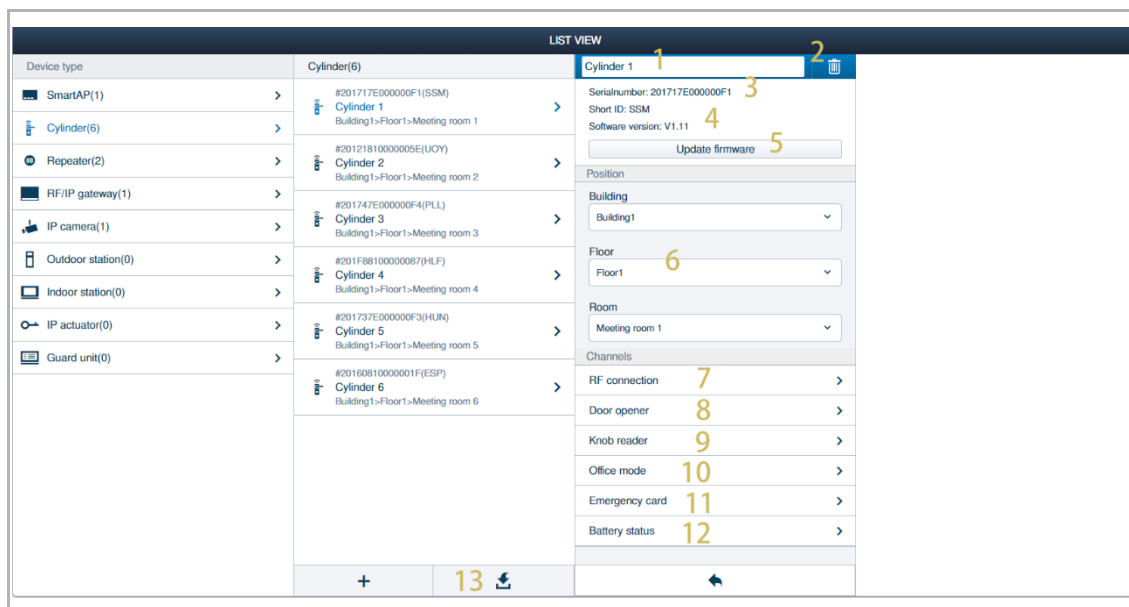 LIST VIEW
Device type
SmartAP(1)
Cylinder(6)
Repeater(2)
RF/IP gateway(1)
IP camera(1)
Outdoor station(0)
Indoor station(0)
IP actuator(0)
Guard unit(0)
Cylinder(6)
#201717E000000F1(SSM)
Cylinder 1
Building1>Floor1>Meeting room 1
#20121810000005E(UOY)
Cylinder 2
Building1>Floor1>Meeting room 2
#201747E000000F4(PLL)
Cylinder 3
Building1>Floor1>Meeting room 3
#201F88100000087(HLF)
Cylinder 4
Building1>Floor1>Meeting room 4
#201737E000000F3(HUN)
Cylinder 5
Building1>Floor1>Meeting room 5
#20160810000001F(ESP)
Cylinder 6
Building1>Floor1>Meeting room 6
+
13
Cylinder 1 1
2
Serialnumber: 201717E000000F1 3
Short ID: SSM
Software version: V1.11 4
Update firmware 5
Position
Building
Building1
Floor 6
Floor1
Room
Meeting room 1
Channels
RF connection 7
Door opener 8
Knob reader 9
Office mode 10
Emergency card 11
Battery status 12